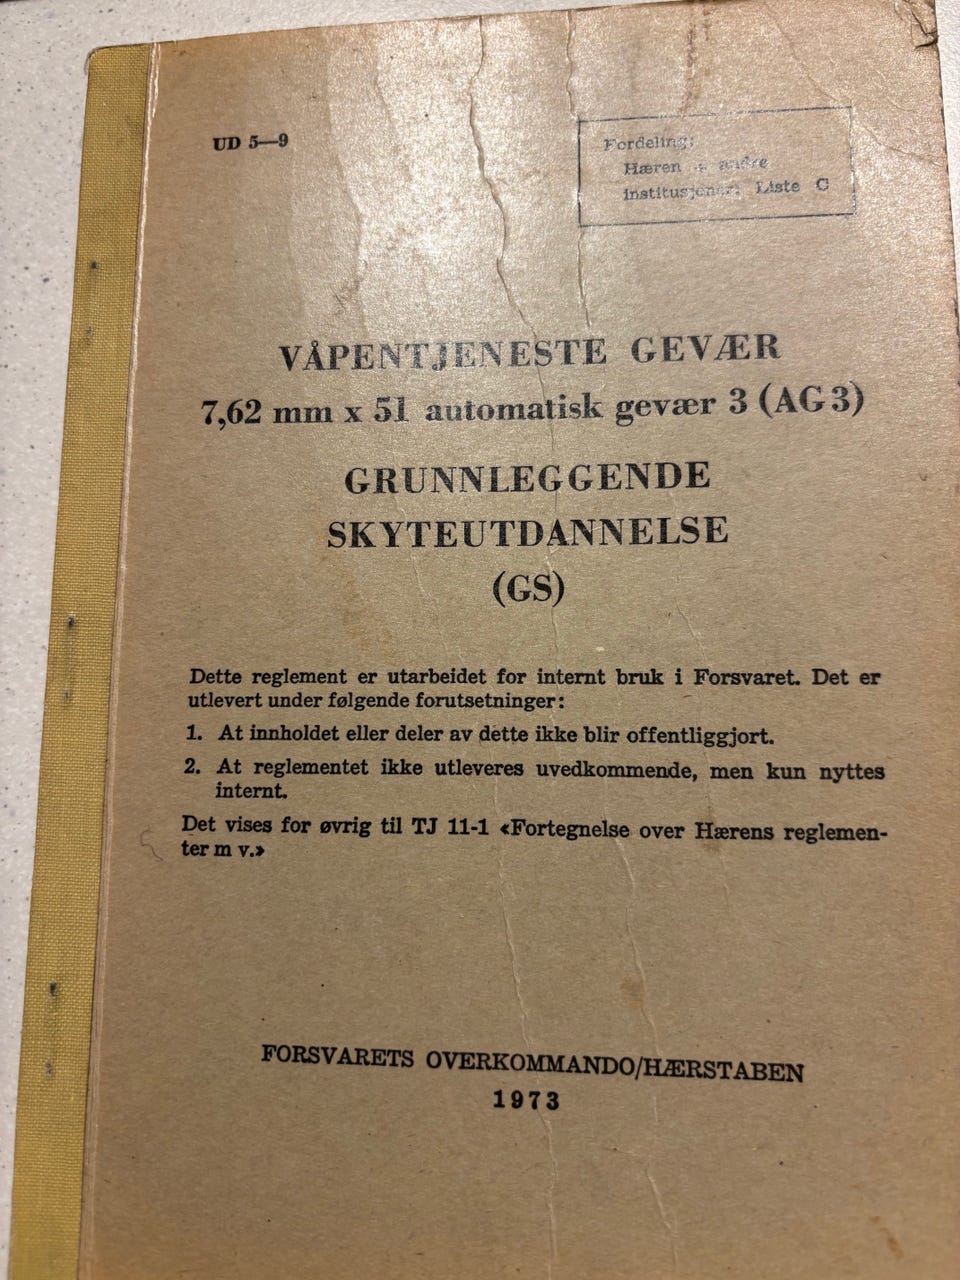 UD 5—9
Fordeling:
Hæren + andre
institusjoner: Liste C
VÅPENTJENESTE GEVÆR
7,62 mm x 51 automatisk gevær 3 (AG 3)
GRUNNLEGGENDE
SKYTEUTDANNELSE
(GS)
Dette reglement er utarbeidet for internt bruk i Forsvaret. Det er
utlevert under følgende forutsetninger:
1. At innholdet eller deler av dette ikke blir offentliggjort.
2. At reglementet ikke utleveres uvedkommende, men kun nyttes
internt.
Det vises for øvrig til TJ 11-1 «Fortegnelse over Hærens reglemen-
ter m v.»
FORSVARETS OVERKOMMANDO/HÆRSTABEN
1973